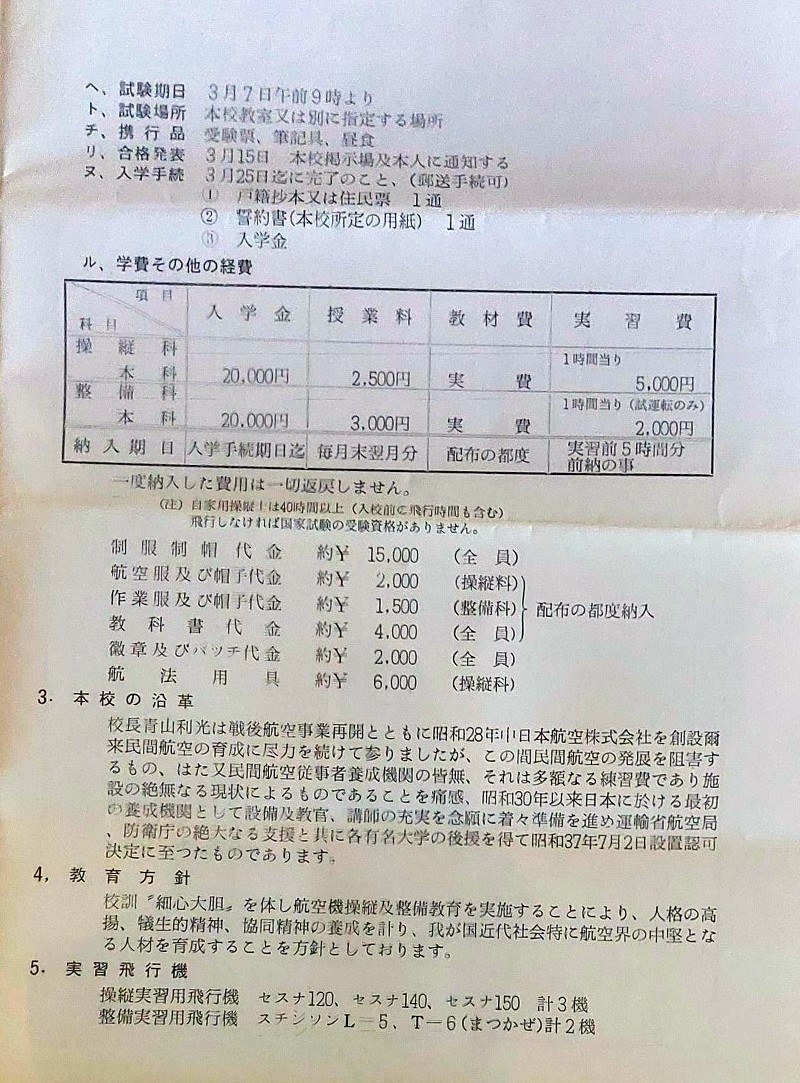 ヘ、試験期日 3月7日午前9時より
ト、試験場所 本校教室又は別に指定する場所
チ、携行品 受験票、筆記具、昼食
リ、合格発表 3月15日 本校掲示場及本人に通知する
ヌ、入学手続 3月25日迄に完了のこと、(郵送手続可)
① 戸籍抄本又は住民票 1通
② 誓約書(本校所定の用紙) 1通
③ 入学金
ル、学費その他の経費
項目
科目 入学金 授業料 教材費 実習費
操縦科 1時間当り
本科 20,000円 2,500円 実費 5,000円
整備科 1時間当り(試運転のみ)
本科 20,000円 3,000円 実費 2,000円
納入期日 入学手続期日迄 毎月末翌月分 配布の都度 実習前5時間分
前納の事
一度納入した費用は一切返戻しません。
(注) 自家用操縦士は40時間以上(入校前の飛行時間も含む)
飛行しなければ国家試験の受験資格がありません。
制服制帽代金 約¥ 15,000 (全員)
航空服及び帽子代金 約¥ 2,000 (操縦料)
作業服及び帽子代金 約¥ 1,500 (整備科) 配布の都度納入
教科書代金 約¥ 4,000 (全員)
徽章及びバッチ代金 約¥ 2,000 (全員)
航法用具 約¥ 6,000 (操縦科)
3. 本校の沿革
校長青山利光は戦後航空事業再開とともに昭和28年中日本航空株式会社を創設爾
来民間航空の育成に尽力を続けて参りましたが、この間民間航空の発展を阻害す
るもの、はた又民間航空従事者養成機関の皆無、それは多額なる練習費であり施
設の絶無なる現状によるものであることを痛感、昭和30年以来日本に於ける最初
の養成機関として設備及教官、講師の充実を念願に着々準備を進め運輸省航空局
、防衛庁の絶大なる支援と共に各有名大学の後援を得て昭和37年7月2日設置認可
決定に至つたものであります。
4, 教育方針
校訓〝細心大胆〟を体し航空機操縦及整備教育を実施することにより、人格の高
揚、犠生的精神、協同精神の養成を計り、我が国近代社会特に航空界の中堅とな
る人材を育成することを方針としております。
5. 実習飛行機
操縦実習用飛行機 セスナ120、セスナ140、セスナ150 計3機
整備実習用飛行機 スチンソンL=5、T−6(まつかぜ)計2機